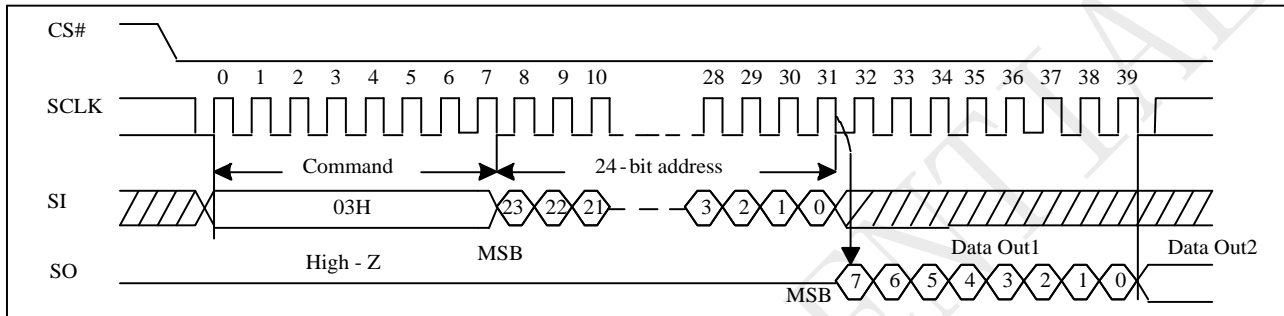 CS#
0 1 2 3 4 5 6 7 8 9 10 28 29 30 31 32 33 34 35 36 37 38 39
SCLK
Command 24-bit address
SI 03H 23 22 21 3 2 1 0
High - Z MSB Data Out1 Data Out2
SO MSB 7 6 5 4 3 2 1 0